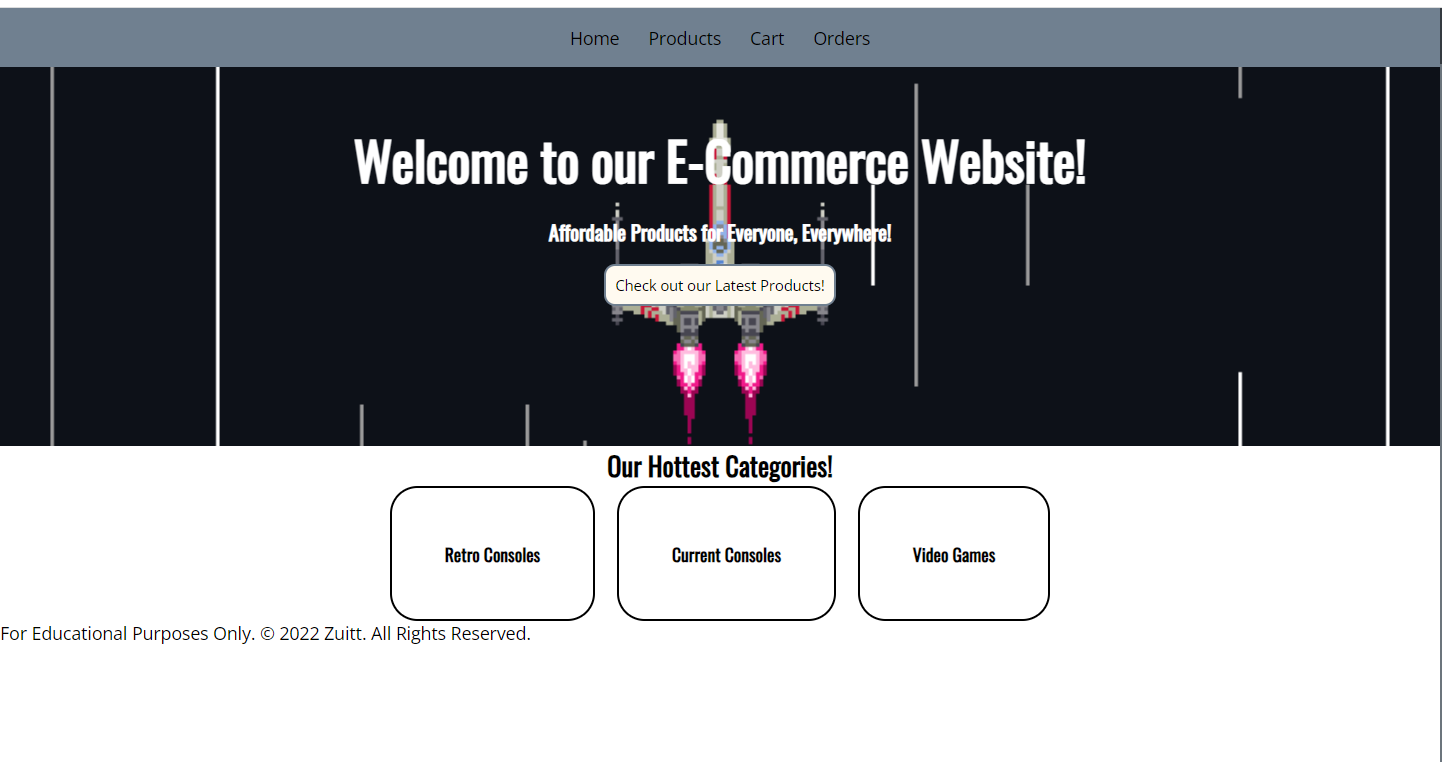 Home Products Cart Orders
Welcome to our E-Commerce Website!
Affordable Products for Everyone, Everywhere!
Check out our Latest Products!
Our Hottest Categories!
Retro Consoles Current Consoles Video Games
For Educational Purposes Only. © 2022 Zuitt. All Rights Reserved.